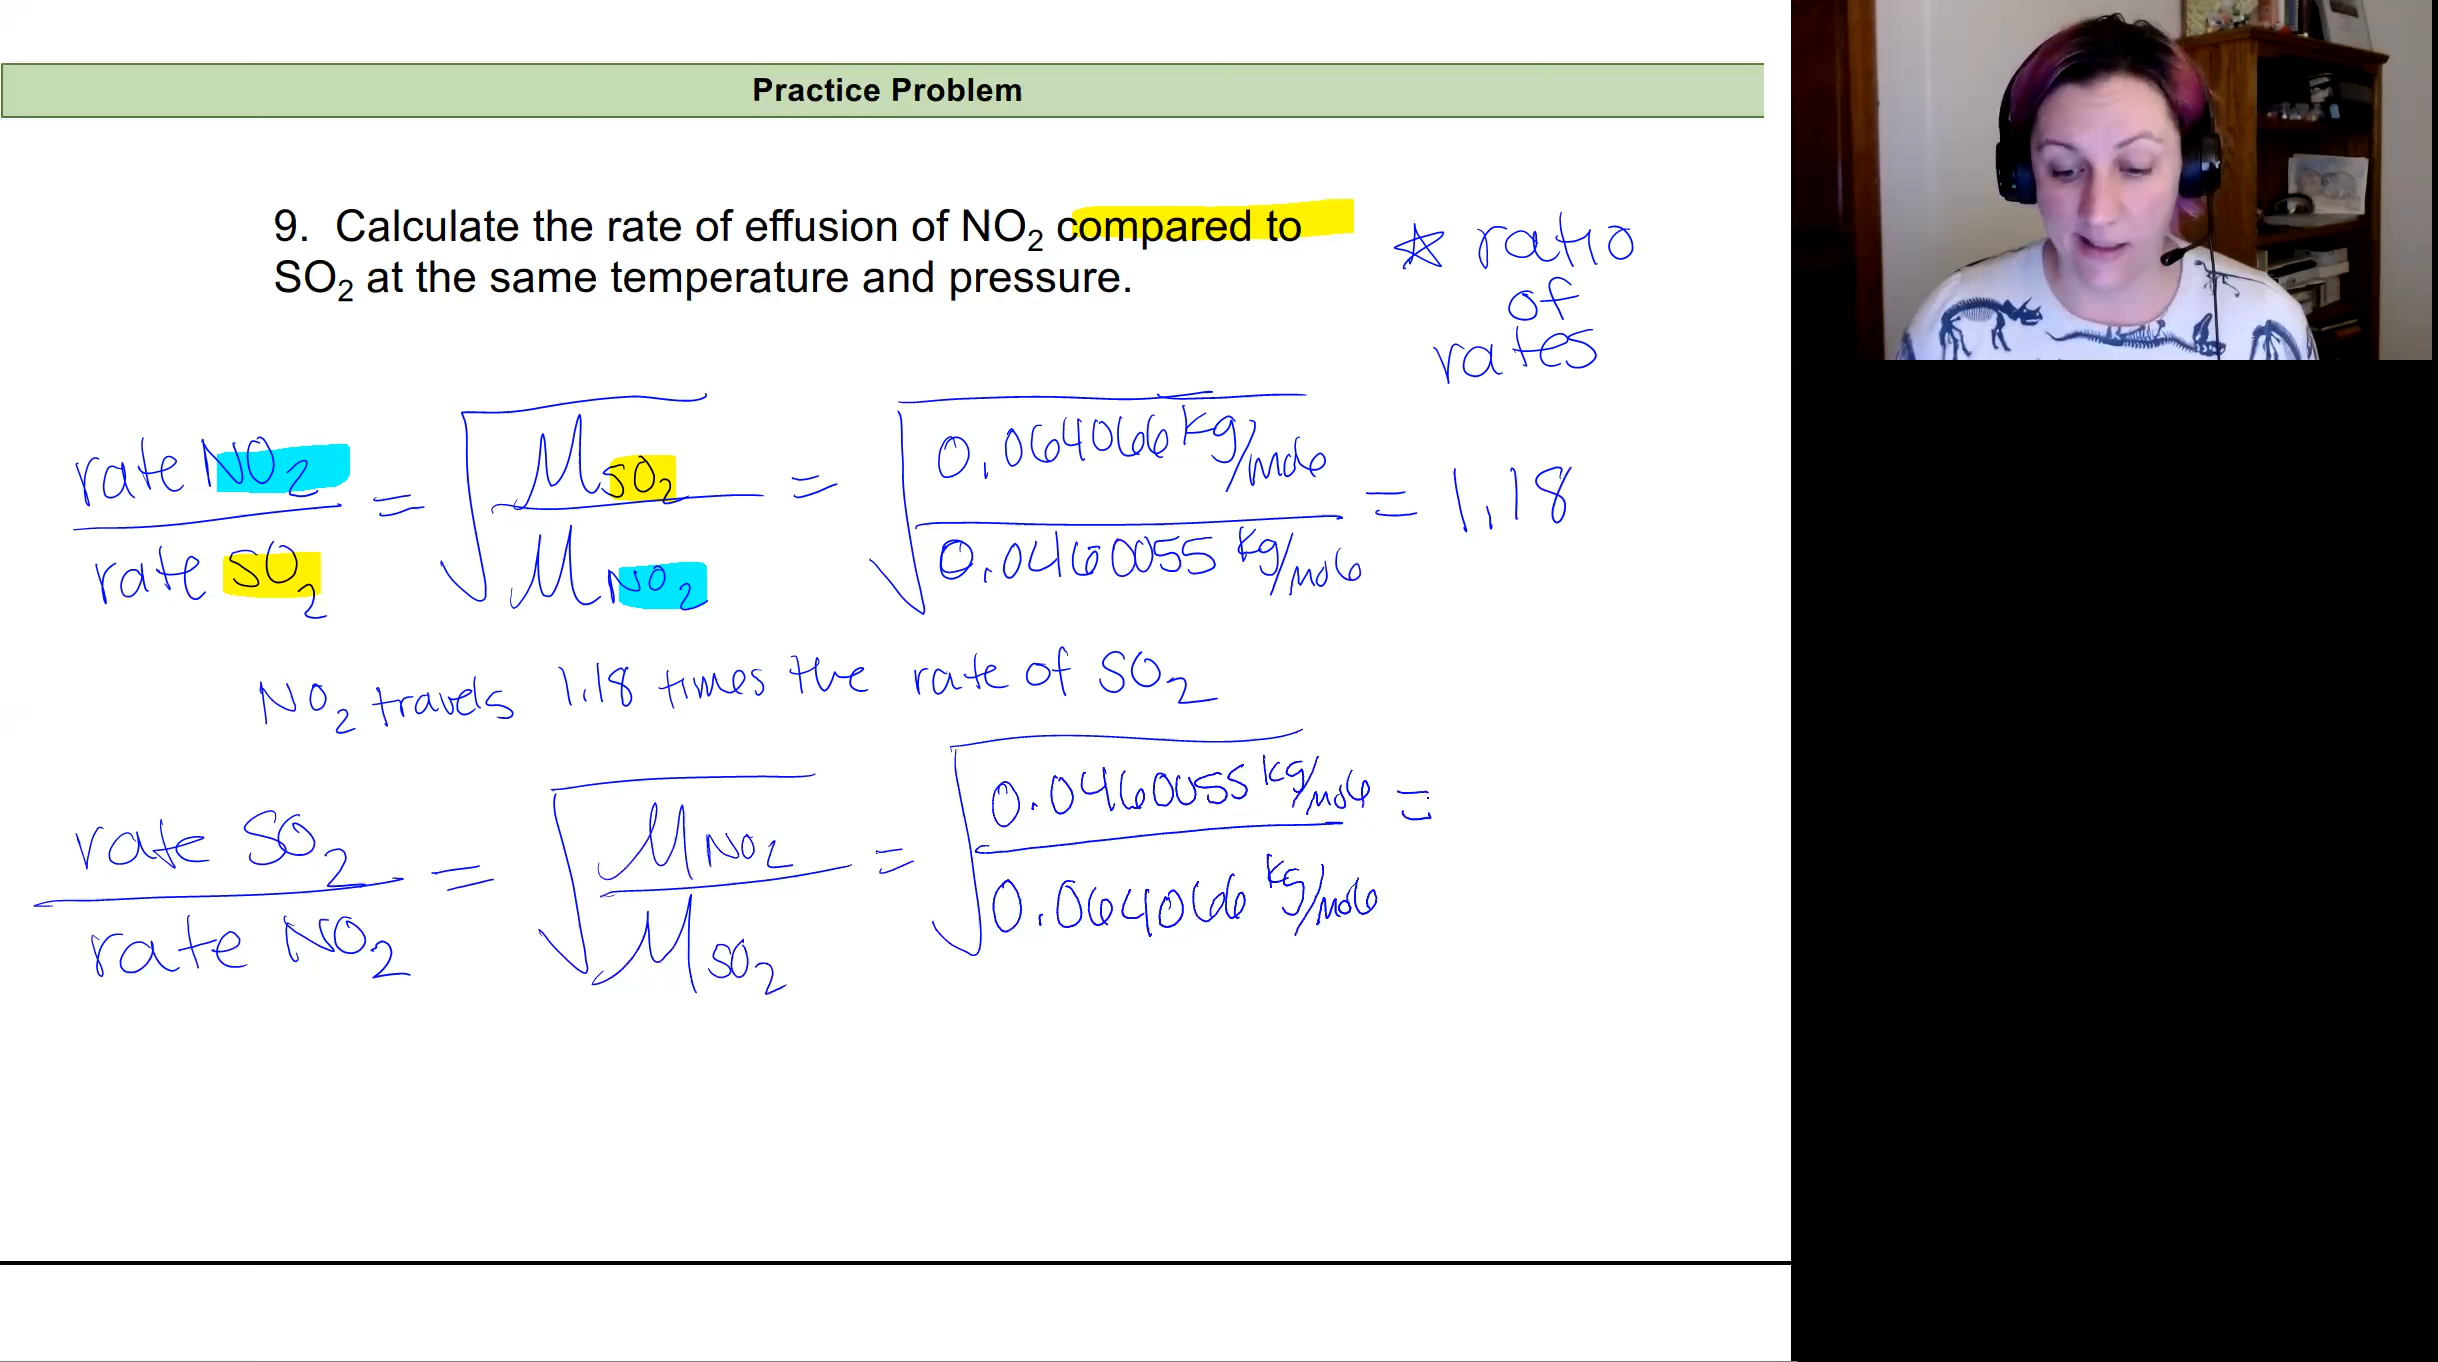 Practice Problem
9. Calculate the rate of effusion of NO₂ compared to
SO₂ at the same temperature and pressure.
* ratio
of
rates
rate NO₂ / rate SO₂ = √(M SO₂ / M NO₂) = √(0.064066 kg/mole / 0.0460055 kg/mole) = 1.18
NO₂ travels 1.18 times the rate of SO₂
rate SO₂ / rate NO₂ = √(M NO₂ / M SO₂) = √(0.0460055 kg/mole / 0.064066 kg/mole) =